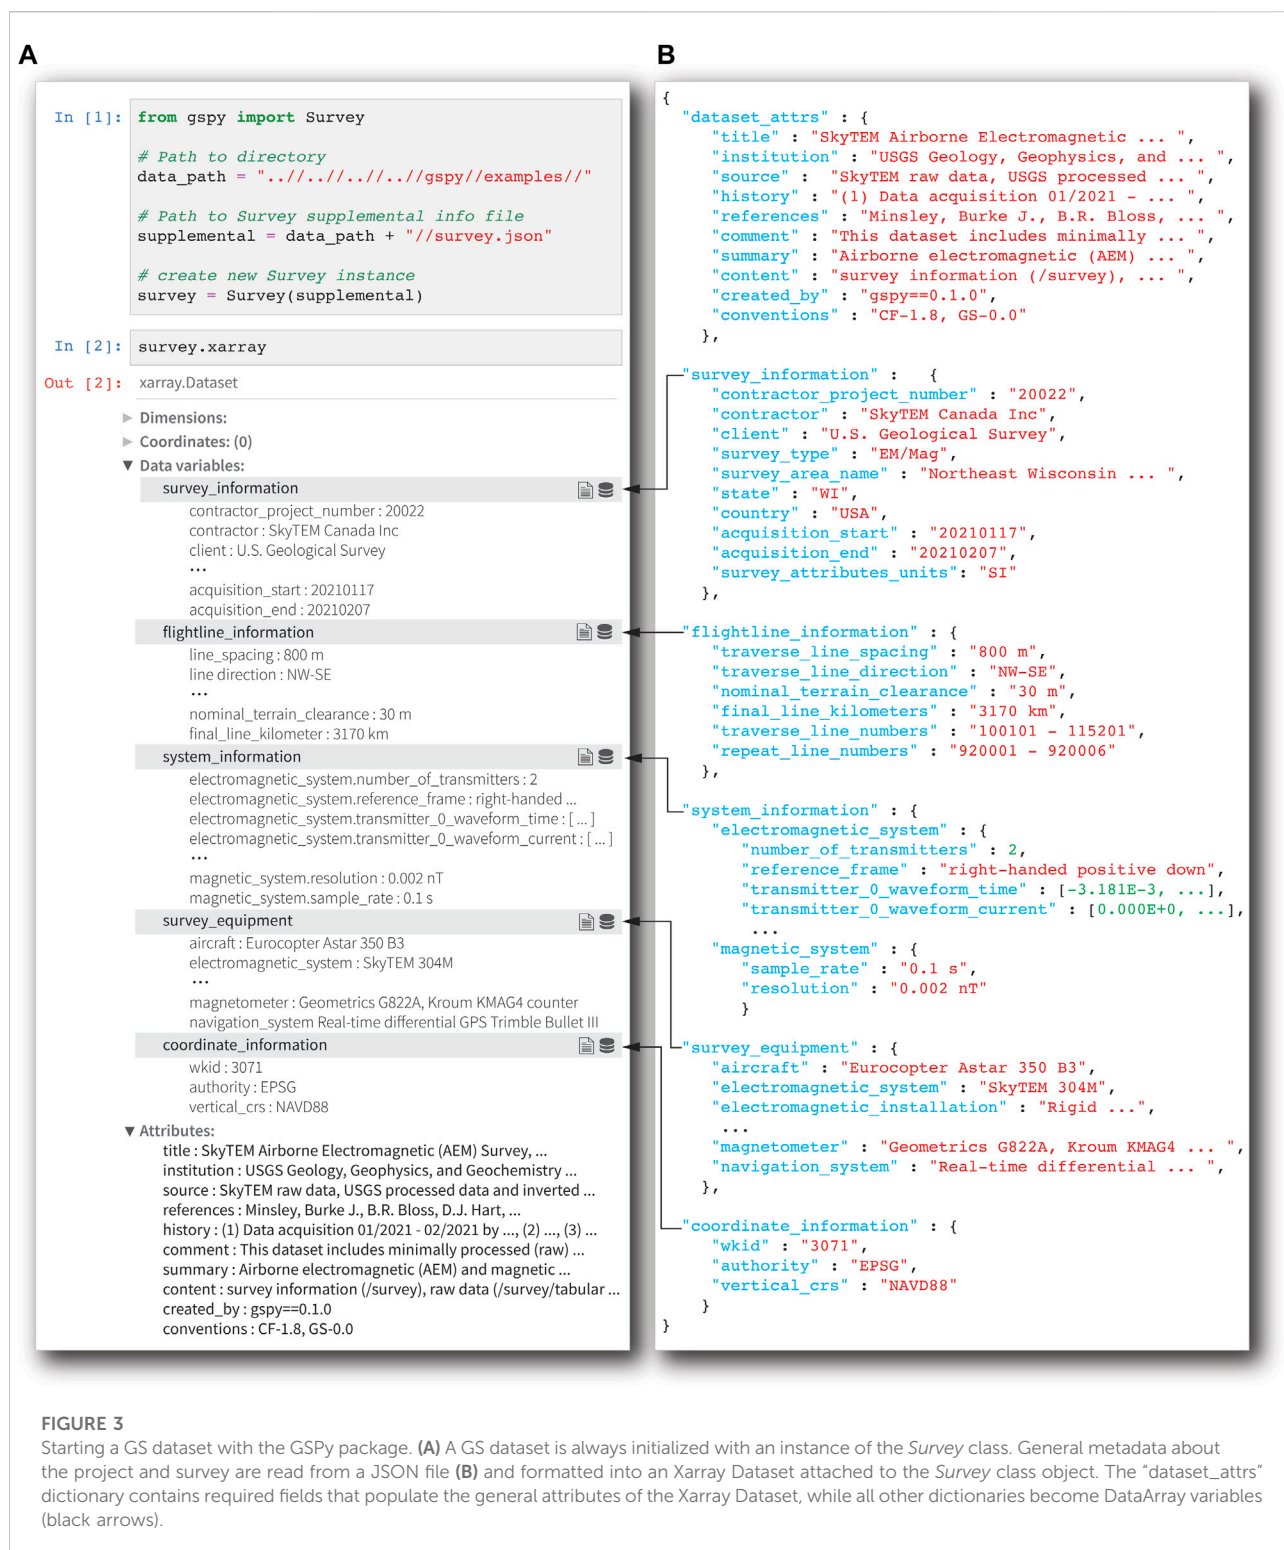 A
In [1]: from gspy import Survey
# Path to directory
data_path = "..//..//..//..//gspy//examples//"
# Path to Survey supplemental info file
supplemental = data_path + "//survey.json"
# create new Survey instance
survey = Survey(supplemental)
In [2]: survey.xarray
Out [2]: xarray.Dataset
▶ Dimensions:
▶ Coordinates: (0)
▼ Data variables:
survey_information
contractor_project_number : 20022
contractor : SkyTEM Canada Inc
client : U.S. Geological Survey
...
acquisition_start : 20210117
acquisition_end : 20210207
flightline_information
line_spacing : 800 m
line direction : NW-SE
...
nominal_terrain_clearance : 30 m
final_line_kilometer : 3170 km
system_information
electromagnetic_system.number_of_transmitters : 2
electromagnetic_system.reference_frame : right-handed ...
electromagnetic_system.transmitter_0_waveform_time : [ ... ]
electromagnetic_system.transmitter_0_waveform_current : [ ... ]
...
magnetic_system.resolution : 0.002 nT
magnetic_system.sample_rate : 0.1 s
survey_equipment
aircraft : Eurocopter Astar 350 B3
electromagnetic_system : SkyTEM 304M
...
magnetometer : Geometrics G822A, Kroum KMAG4 counter
navigation_system Real-time differential GPS Trimble Bullet III
coordinate_information
wkid : 3071
authority : EPSG
vertical_crs : NAVD88
▼ Attributes:
title : SkyTEM Airborne Electromagnetic (AEM) Survey, ...
institution : USGS Geology, Geophysics, and Geochemistry ...
source : SkyTEM raw data, USGS processed data and inverted ...
references : Minsley, Burke J., B.R. Bloss, D.J. Hart, ...
history : (1) Data acquisition 01/2021 - 02/2021 by ..., (2) ..., (3) ...
comment : This dataset includes minimally processed (raw) ...
summary : Airborne electromagnetic (AEM) and magnetic ...
content : survey information (/survey), raw data (/survey/tabular ...
created_by : gspy==0.1.0
conventions : CF-1.8, GS-0.0
B
{
"dataset_attrs" : {
"title" : "SkyTEM Airborne Electromagnetic ... ",
"institution" : "USGS Geology, Geophysics, and ... ",
"source" : "SkyTEM raw data, USGS processed ... ",
"history" : "(1) Data acquisition 01/2021 - ... ",
"references" : "Minsley, Burke J., B.R. Bloss, ... ",
"comment" : "This dataset includes minimally ... ",
"summary" : "Airborne electromagnetic (AEM) ... ",
"content" : "survey information (/survey), ... ",
"created_by" : "gspy==0.1.0",
"conventions" : "CF-1.8, GS-0.0"
},
"survey_information" : {
"contractor_project_number" : "20022",
"contractor" : "SkyTEM Canada Inc",
"client" : "U.S. Geological Survey",
"survey_type" : "EM/Mag",
"survey_area_name" : "Northeast Wisconsin ... ",
"state" : "WI",
"country" : "USA",
"acquisition_start" : "20210117",
"acquisition_end" : "20210207",
"survey_attributes_units": "SI"
},
"flightline_information" : {
"traverse_line_spacing" : "800 m",
"traverse_line_direction" : "NW-SE",
"nominal_terrain_clearance" : "30 m",
"final_line_kilometers" : "3170 km",
"traverse_line_numbers" : "100101 - 115201",
"repeat_line_numbers" : "920001 - 920006"
},
"system_information" : {
"electromagnetic_system" : {
"number_of_transmitters" : 2,
"reference_frame" : "right-handed positive down",
"transmitter_0_waveform_time" : [-3.181E-3, ...],
"transmitter_0_waveform_current" : [0.000E+0, ...],
...
"magnetic_system" : {
"sample_rate" : "0.1 s",
"resolution" : "0.002 nT"
}
"survey_equipment" : {
"aircraft" : "Eurocopter Astar 350 B3",
"electromagnetic_system" : "SkyTEM 304M",
"electromagnetic_installation" : "Rigid ...",
...
"magnetometer" : "Geometrics G822A, Kroum KMAG4 ... ",
"navigation_system" : "Real-time differential ... ",
},
"coordinate_information" : {
"wkid" : "3071",
"authority" : "EPSG",
"vertical_crs" : "NAVD88"
}
}
FIGURE 3
Starting a GS dataset with the GSPy package. (A) A GS dataset is always initialized with an instance of the Survey class. General metadata about
the project and survey are read from a JSON file (B) and formatted into an Xarray Dataset attached to the Survey class object. The "dataset_attrs"
dictionary contains required fields that populate the general attributes of the Xarray Dataset, while all other dictionaries become DataArray variables
(black arrows).